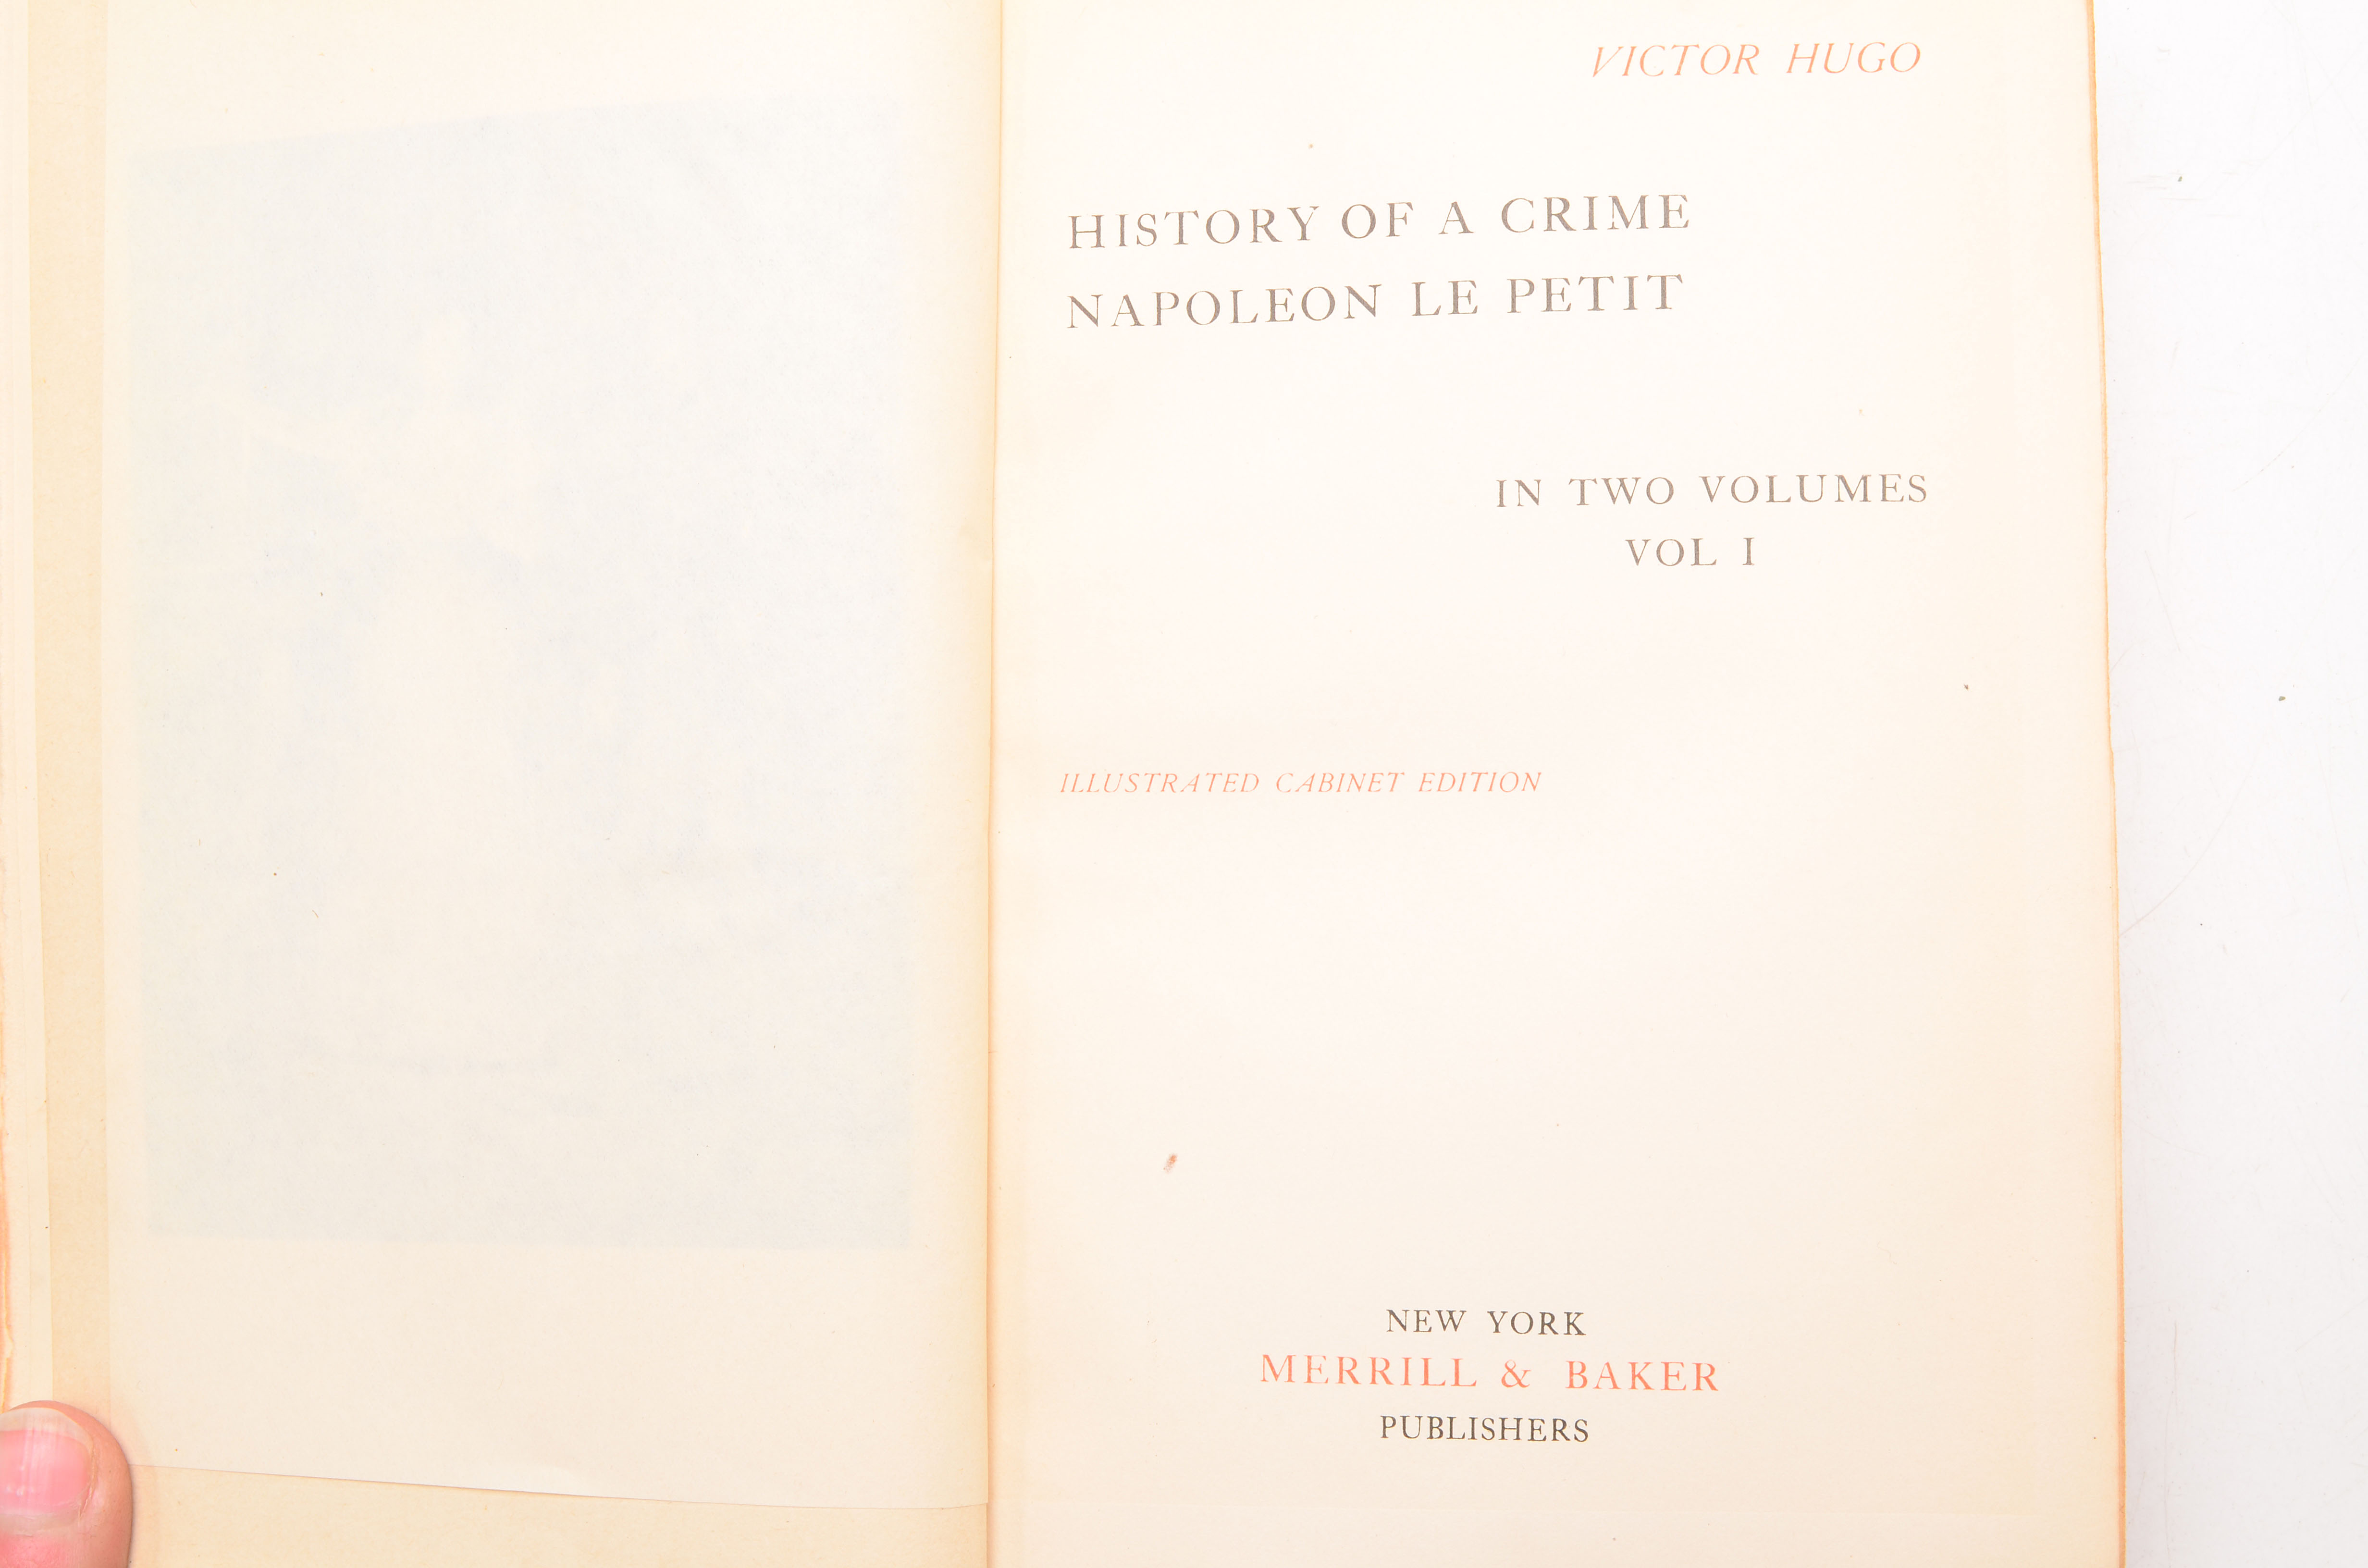 VICTOR HUGO
HISTORY OF A CRIME
NAPOLEON LE PETIT
IN TWO VOLUMES
VOL I
ILLUSTRATED CABINET EDITION
NEW YORK
MERRILL & BAKER
PUBLISHERS